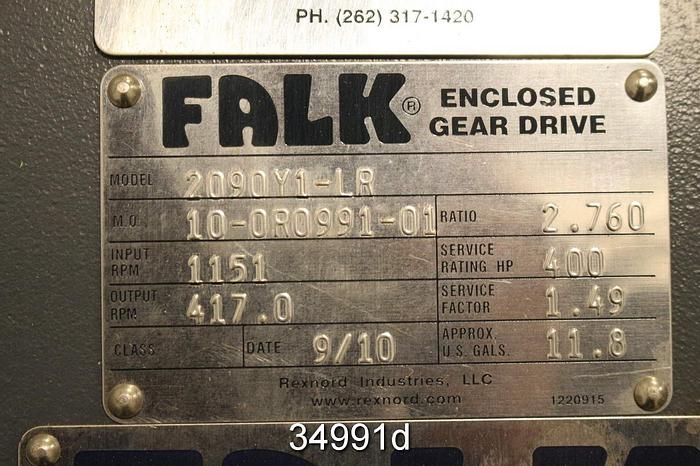 PH. (262) 317-1420
FALK® ENCLOSED
GEAR DRIVE
MODEL 2090Y1-LR
M.O. 10-0R0991-01 RATIO 2.760
INPUT RPM 1151 SERVICE RATING HP 400
OUTPUT RPM 417.0 SERVICE FACTOR 1.49
CLASS DATE 9/10 APPROX. U.S. GALS. 11.8
Rexnord Industries, LLC
www.rexnord.com 1220915
34991d